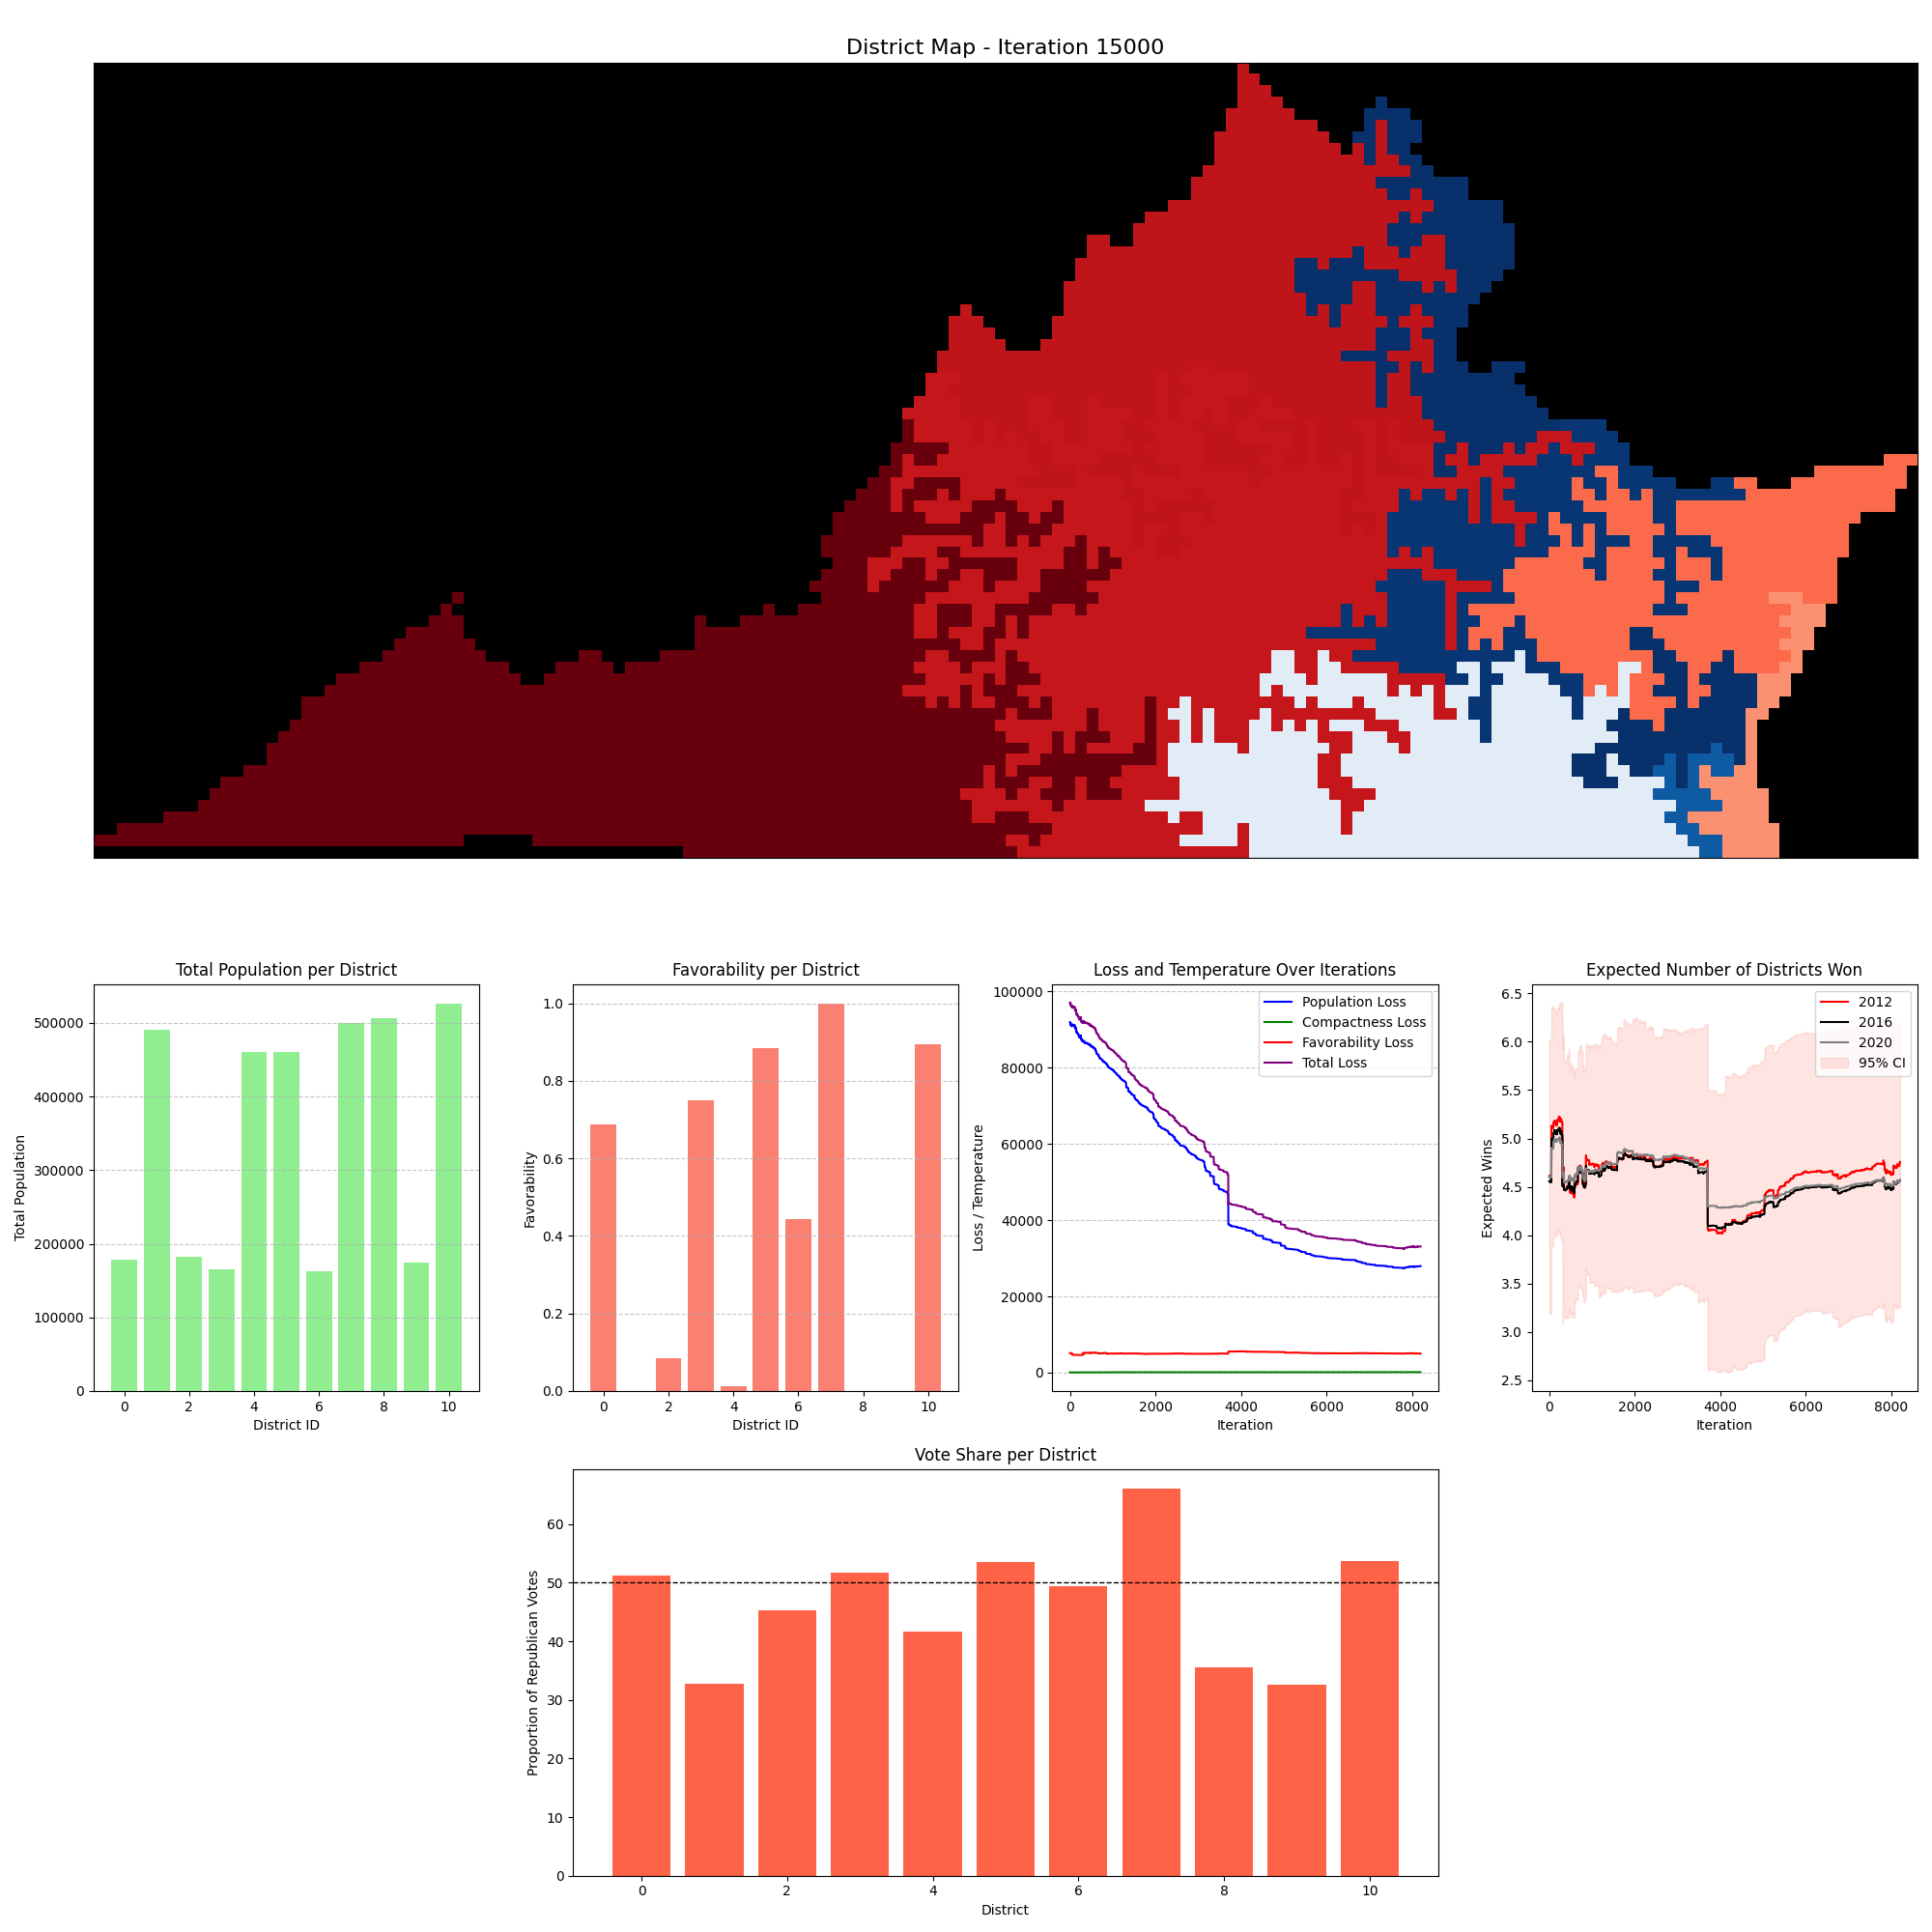 District Map - Iteration 15000
Total Population per District
Total Population
500000
400000
300000
200000
100000
0
0 2 4 6 8 10
District ID
Favorability per District
Favorability
1.0
0.8
0.6
0.4
0.2
0.0
0 2 4 6 8 10
District ID
Loss and Temperature Over Iterations
Loss / Temperature
100000
80000
60000
40000
20000
0
Population Loss
Compactness Loss
Favorability Loss
Total Loss
0 2000 4000 6000 8000
Iteration
Expected Number of Districts Won
Expected Wins
6.5
6.0
5.5
5.0
4.5
4.0
3.5
3.0
2.5
2012
2016
2020
95% CI
0 2000 4000 6000 8000
Iteration
Vote Share per District
Proportion of Republican Votes
60
50
40
30
20
10
0
0 2 4 6 8 10
District